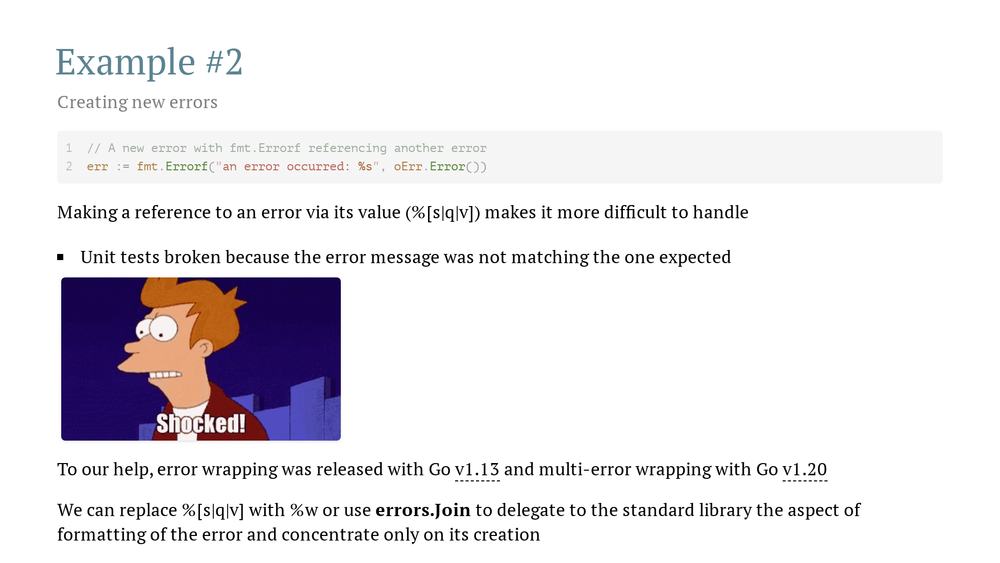 Example #2
Creating new errors
1 // A new error with fmt.Errorf referencing another error
2 err := fmt.Errorf("an error occurred: %s", oErr.Error())
Making a reference to an error via its value (%[s|q|v]) makes it more difficult to handle
▪ Unit tests broken because the error message was not matching the one expected
Shocked!
To our help, error wrapping was released with Go v1.13 and multi-error wrapping with Go v1.20
We can replace %[s|q|v] with %w or use errors.Join to delegate to the standard library the aspect of
formatting of the error and concentrate only on its creation